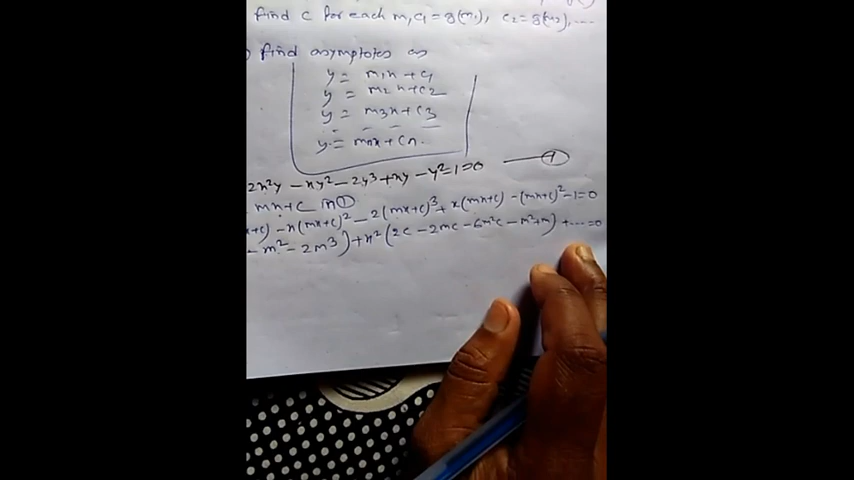 find c for each m, c₁ = g(m₁), c₂ = g(m₂), ....
) find asymptotes as
y = m₁x + c₁
y = m₂x + c₂
y = m₃x + c₃
y = mₙx + cₙ.
2x²y - xy² - 2y³ + xy - y² - 1 = 0 —— ①
mx + c in ①
x+c) - x(mx+c)² - 2(mx+c)³ + x(mx+c) - (mx+c)² - 1 = 0
- m² - 2m³) + x²(2c - 2mc - 6m²c - m² + m) + .... = 0